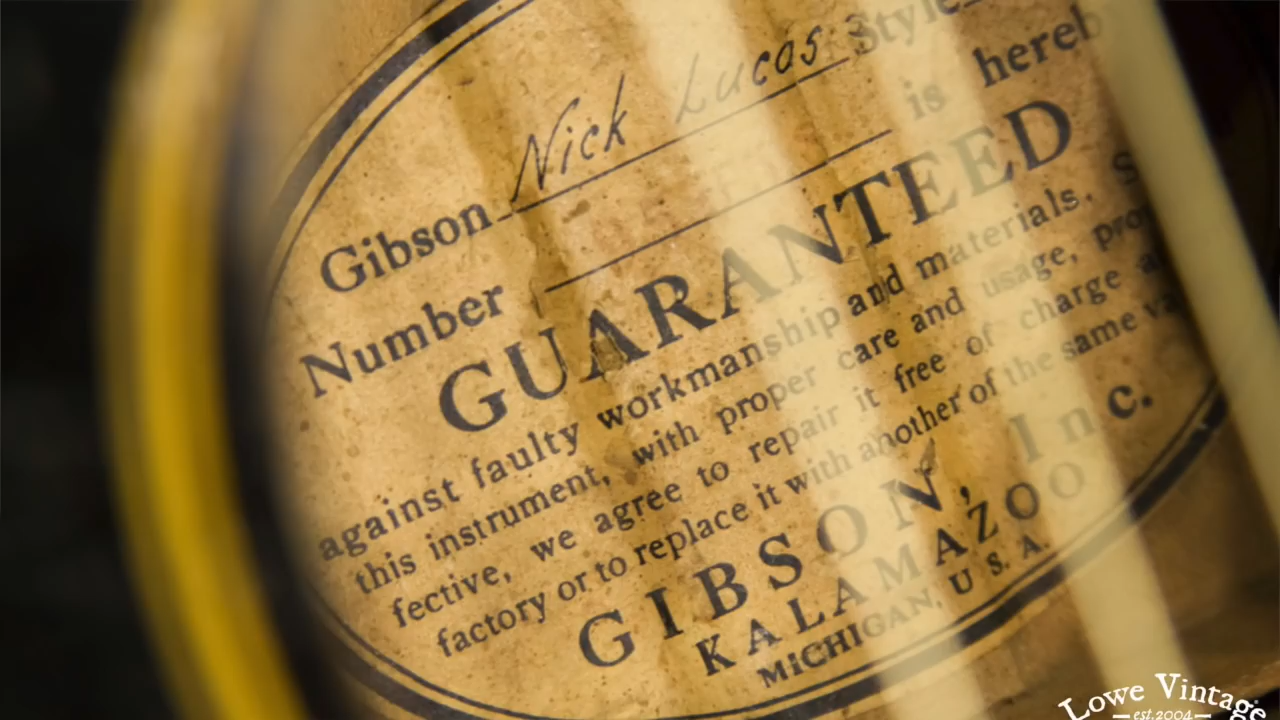 Gibson Nick Lucas Style
Number is hereb
GUARANTEED
against faulty workmanship and materials. S
this instrument, with proper care and usage, pro
fective, we agree to repair it free of charge a
factory or to replace it with another of the same va
GIBSON, Inc.
KALAMAZOO
MICHIGAN, U. S. A.
Lowe Vintage
est. 2004